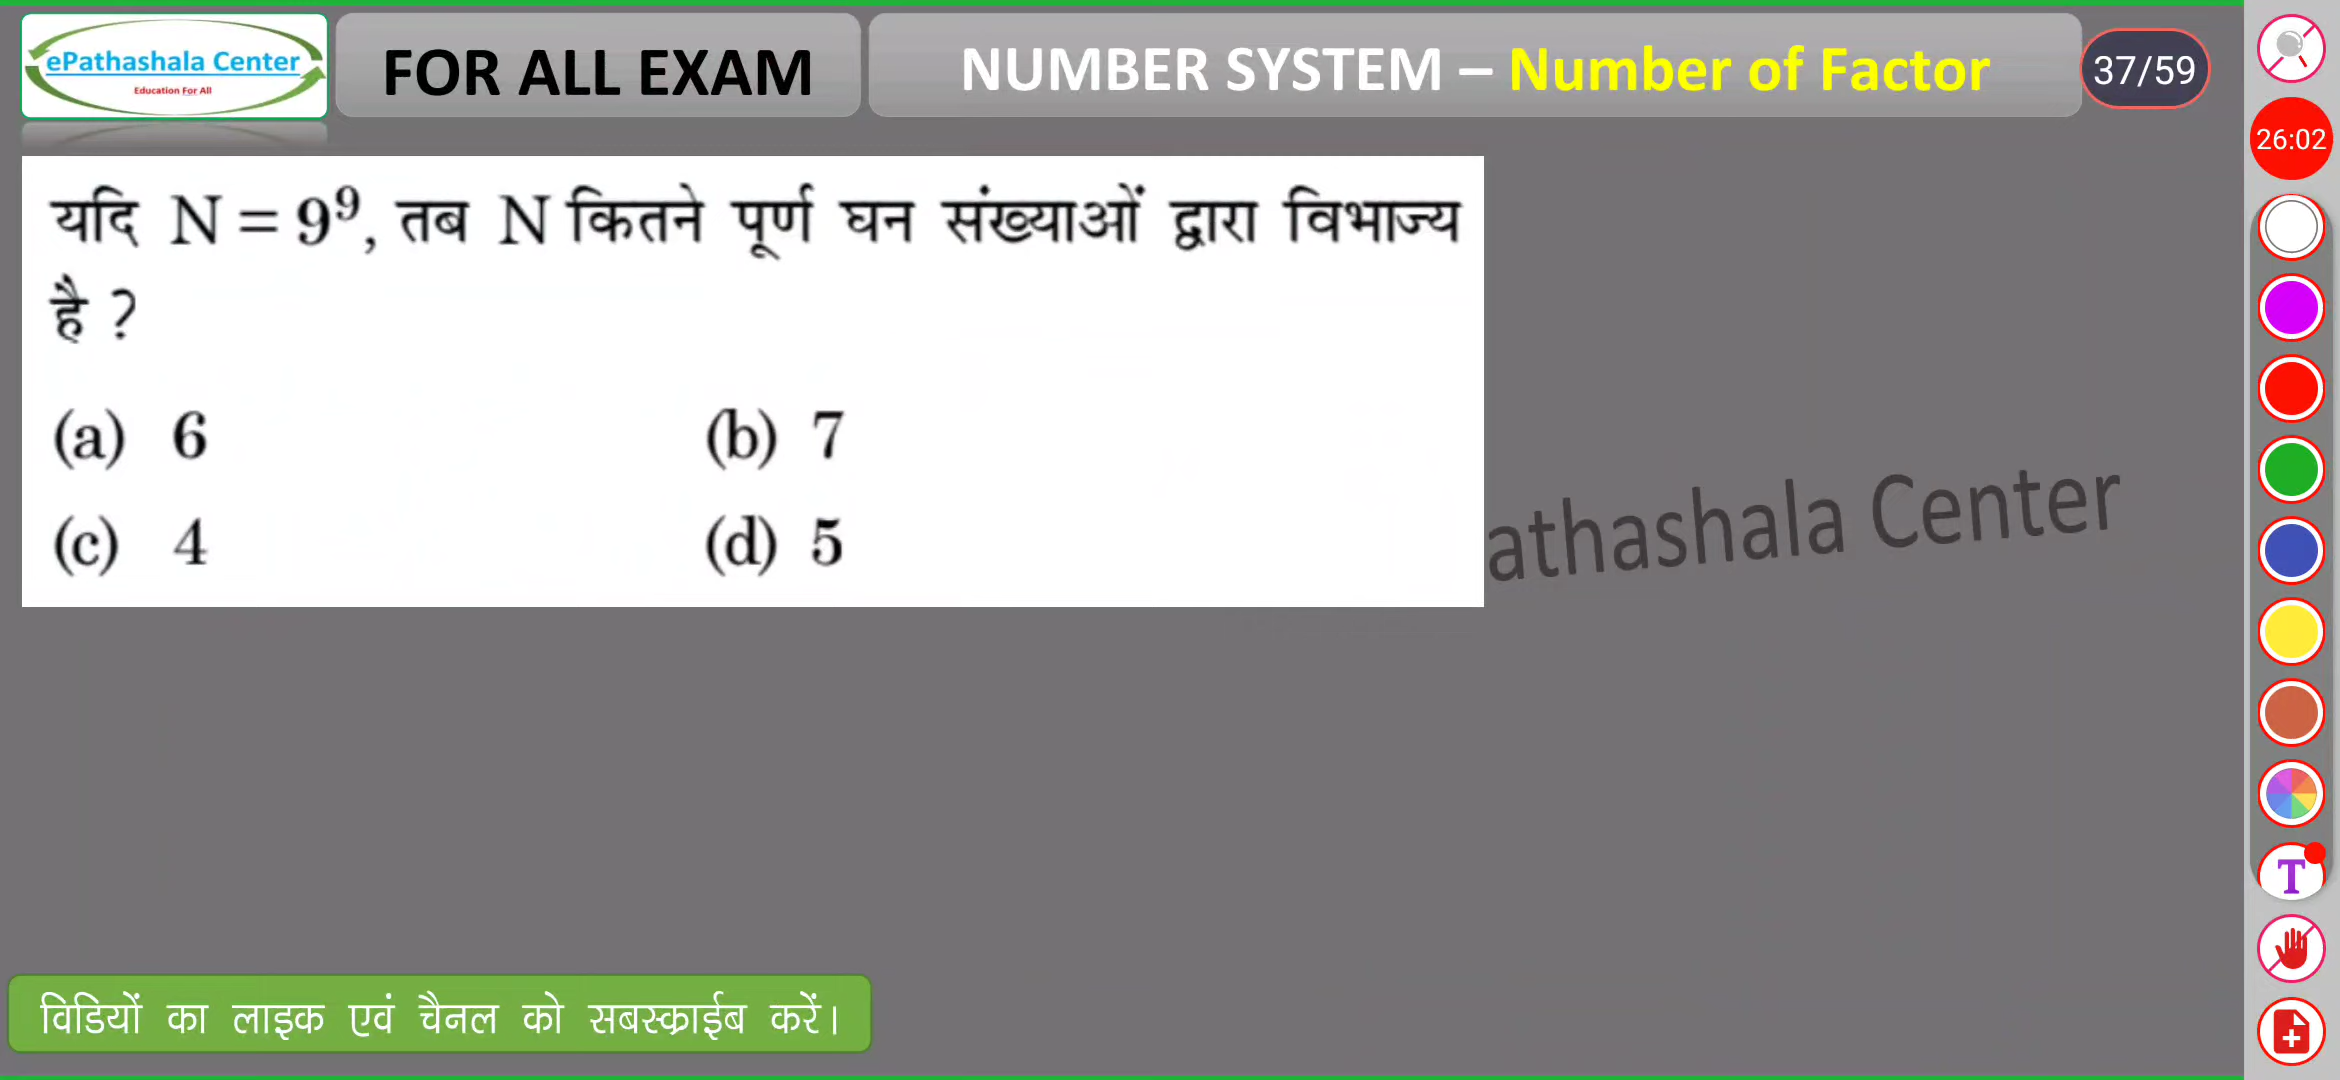 ePathashala Center
Education For All
FOR ALL EXAM
NUMBER SYSTEM – Number of Factor
37/59
26:02
यदि N = 9⁹, तब N कितने पूर्ण घन संख्याओं द्वारा विभाज्य
है ?
(a) 6
(b) 7
(c) 4
(d) 5
athashala Center
T
विडियों का लाइक एवं चैनल को सबस्क्राईब करें।